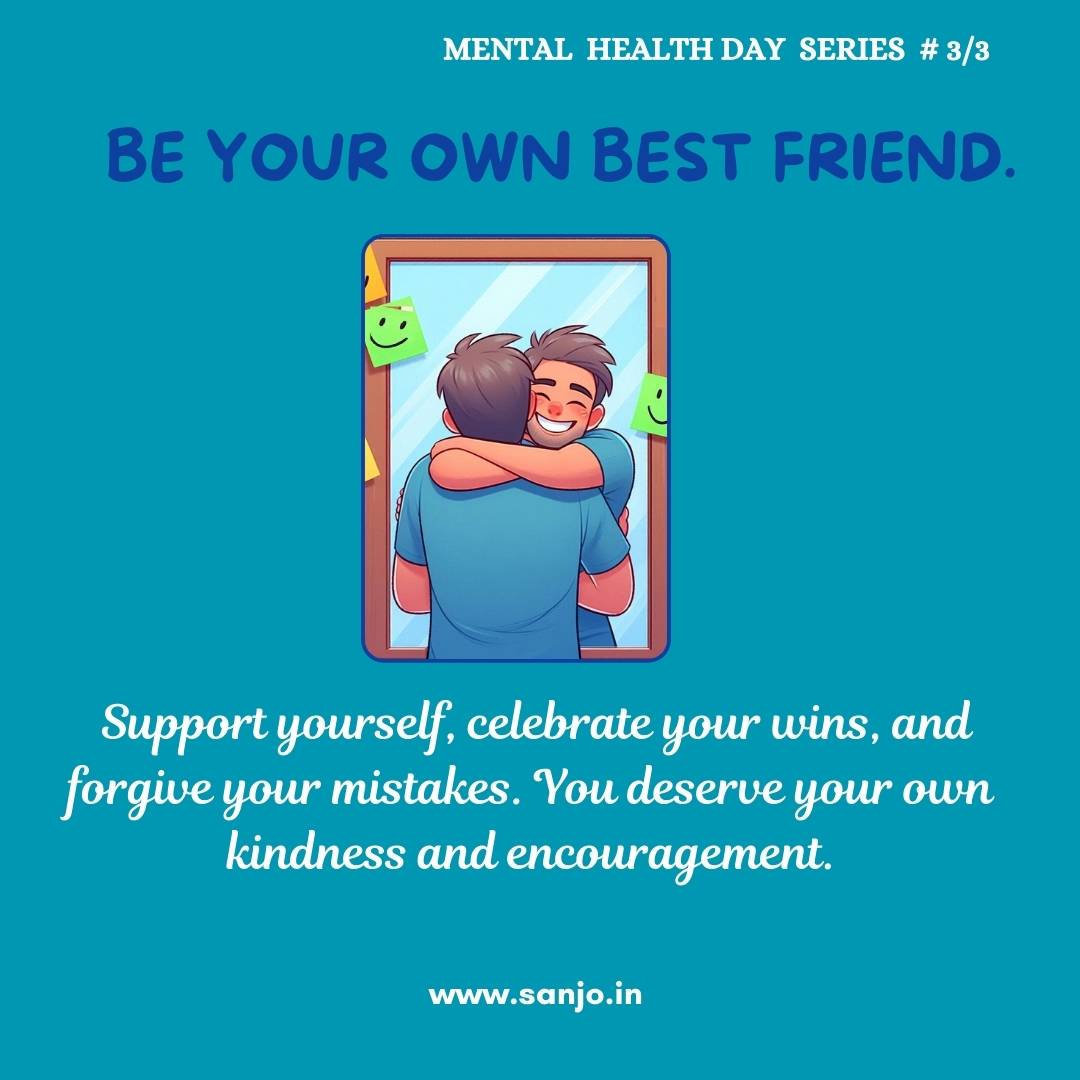 MENTAL HEALTH DAY SERIES # 3/3
BE YOUR OWN BEST FRIEND.
Support yourself, celebrate your wins, and
forgive your mistakes. You deserve your own
kindness and encouragement.
www.sanjo.in